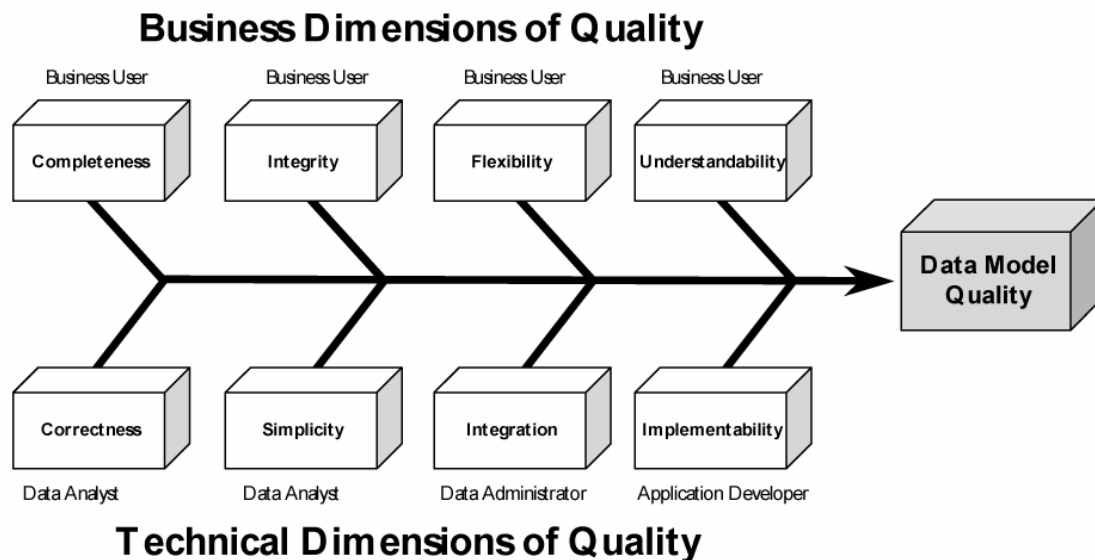 Business Dimensions of Quality
Business User Business User Business User Business User
Completeness Integrity Flexibility Understandability
Data Model
Quality
Correctness Simplicity Integration Implementability
Data Analyst Data Analyst Data Administrator Application Developer
Technical Dimensions of Quality